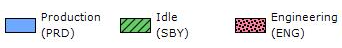 Production Idle Engineering
(PRD) (SBY) (ENG)